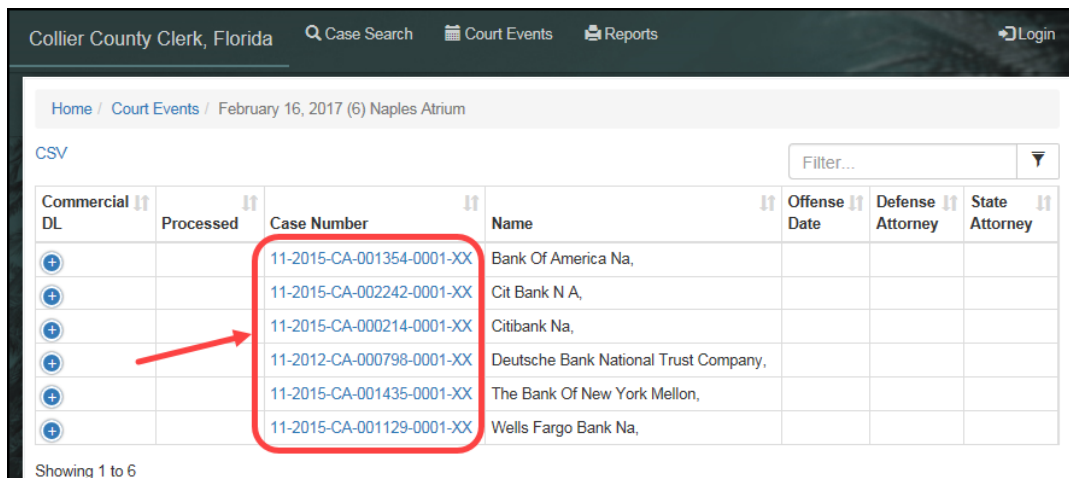 Collier County Clerk, Florida Case Search Court Events Reports Login
Home / Court Events / February 16, 2017 (6) Naples Atrium
CSV Filter...
Commercial DL Processed Case Number Name Offense Date Defense Attorney State Attorney
11-2015-CA-001354-0001-XX Bank Of America Na,
11-2015-CA-002242-0001-XX Cit Bank N A,
11-2015-CA-000214-0001-XX Citibank Na,
11-2012-CA-000798-0001-XX Deutsche Bank National Trust Company,
11-2015-CA-001435-0001-XX The Bank Of New York Mellon,
11-2015-CA-001129-0001-XX Wells Fargo Bank Na,
Showing 1 to 6